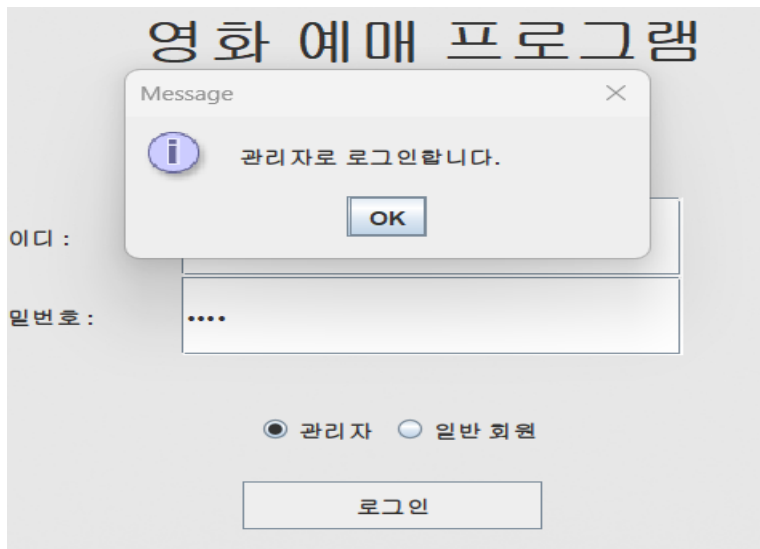 영화 예매 프로그램
Message
i
관리자로 로그인합니다.
OK
이디 :
밀번호 :
••••
관리자 일반 회원
로그인